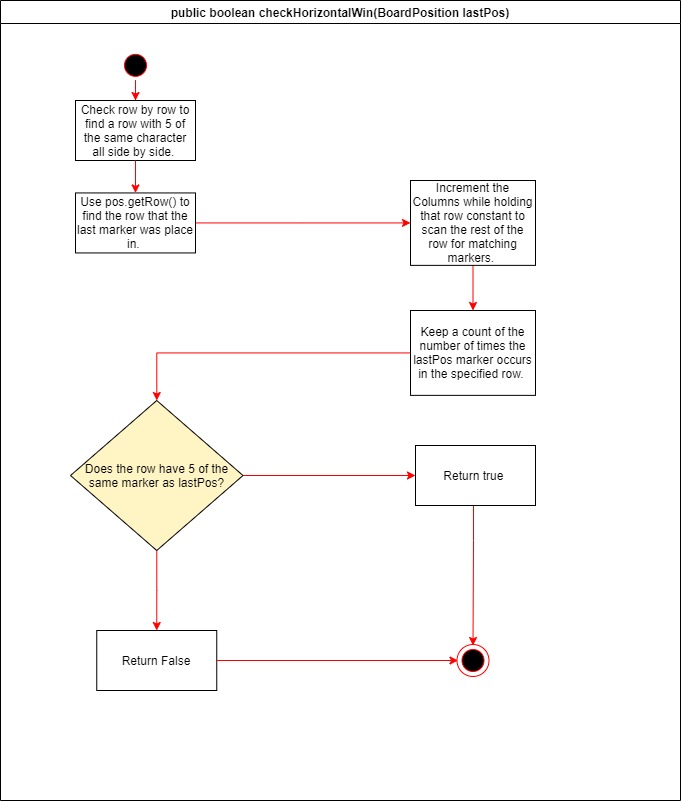 public boolean checkHorizontalWin(BoardPosition lastPos)
Check row by row to
find a row with 5 of
the same character
all side by side.
Use pos.getRow() to
find the row that the
last marker was place
in.
Increment the
Columns while holding
that row constant to
scan the rest of the
row for matching
markers.
Keep a count of the
number of times the
lastPos marker occurs
in the specified row.
Does the row have 5 of the
same marker as lastPos?
Return true
Return False